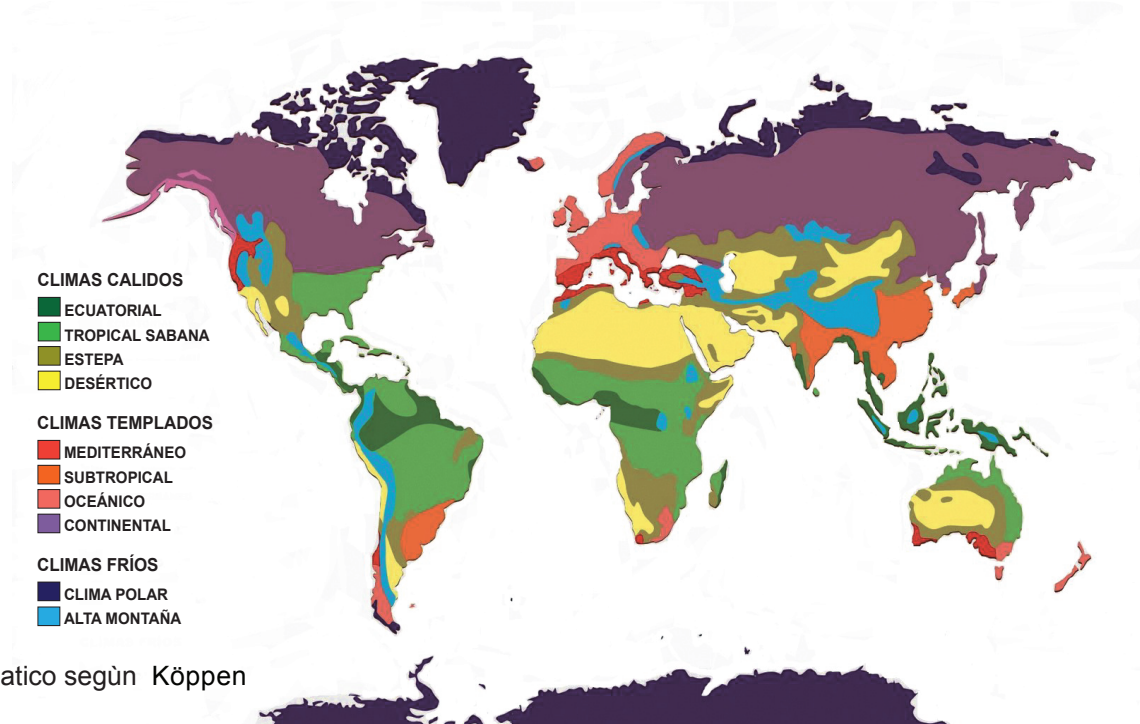 CLIMAS CALIDOS
ECUATORIAL
TROPICAL SABANA
ESTEPA
DESÉRTICO
CLIMAS TEMPLADOS
MEDITERRÁNEO
SUBTROPICAL
OCEÁNICO
CONTINENTAL
CLIMAS FRÍOS
CLIMA POLAR
ALTA MONTAÑA
atico segùn Köppen